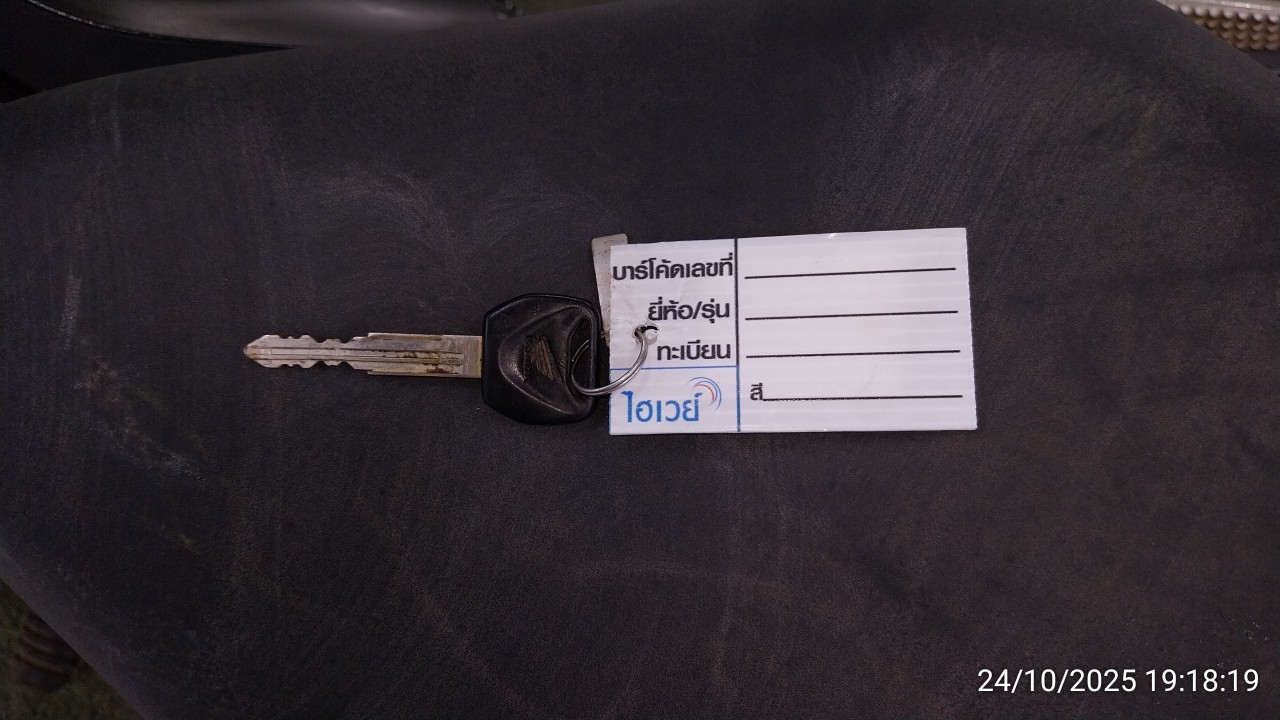 บาร์โค้ดเลขที่
ยี่ห้อ/รุ่น
ทะเบียน
สี
ไฮเวย์
24/10/2025 19:18:19